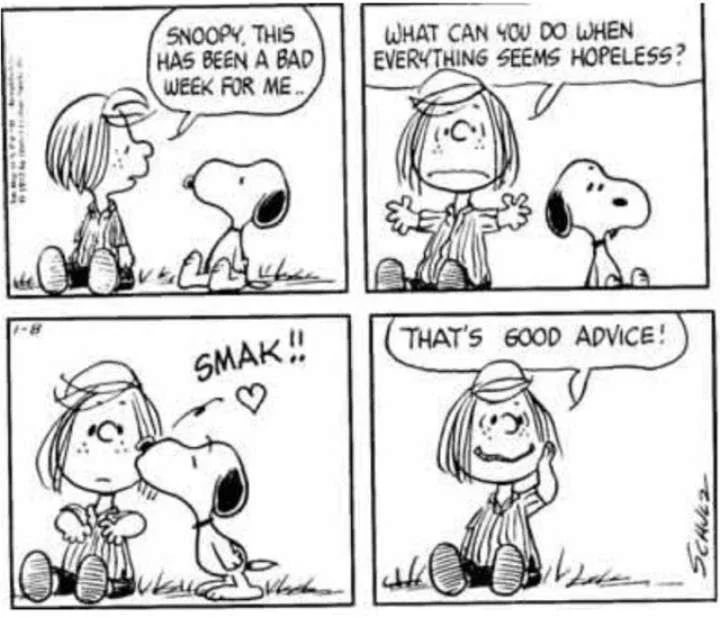 SNOOPY, THIS
HAS BEEN A BAD
WEEK FOR ME..
WHAT CAN YOU DO WHEN
EVERYTHING SEEMS HOPELESS?
1-8
SMAK!!
THAT'S GOOD ADVICE!
SCHULZ